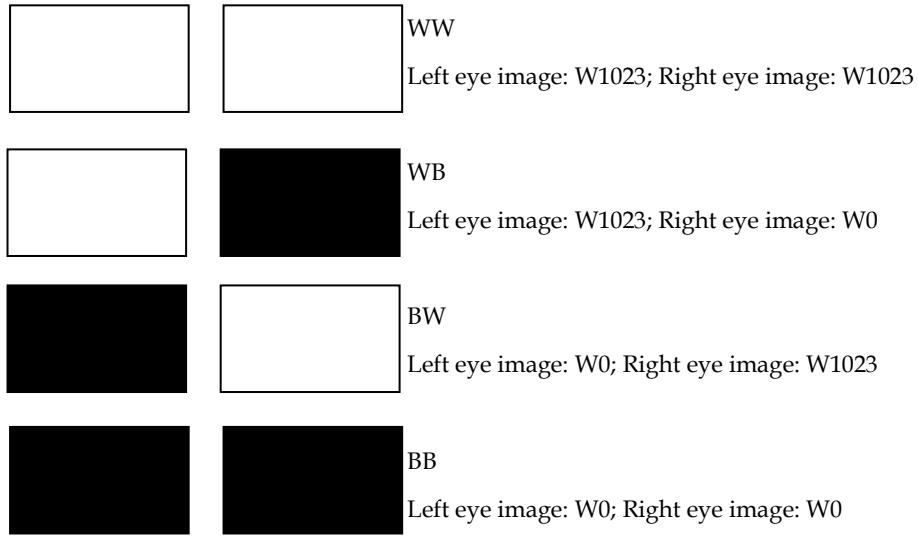 WW
Left eye image: W1023; Right eye image: W1023
WB
Left eye image: W1023; Right eye image: W0
BW
Left eye image: W0; Right eye image: W1023
BB
Left eye image: W0; Right eye image: W0